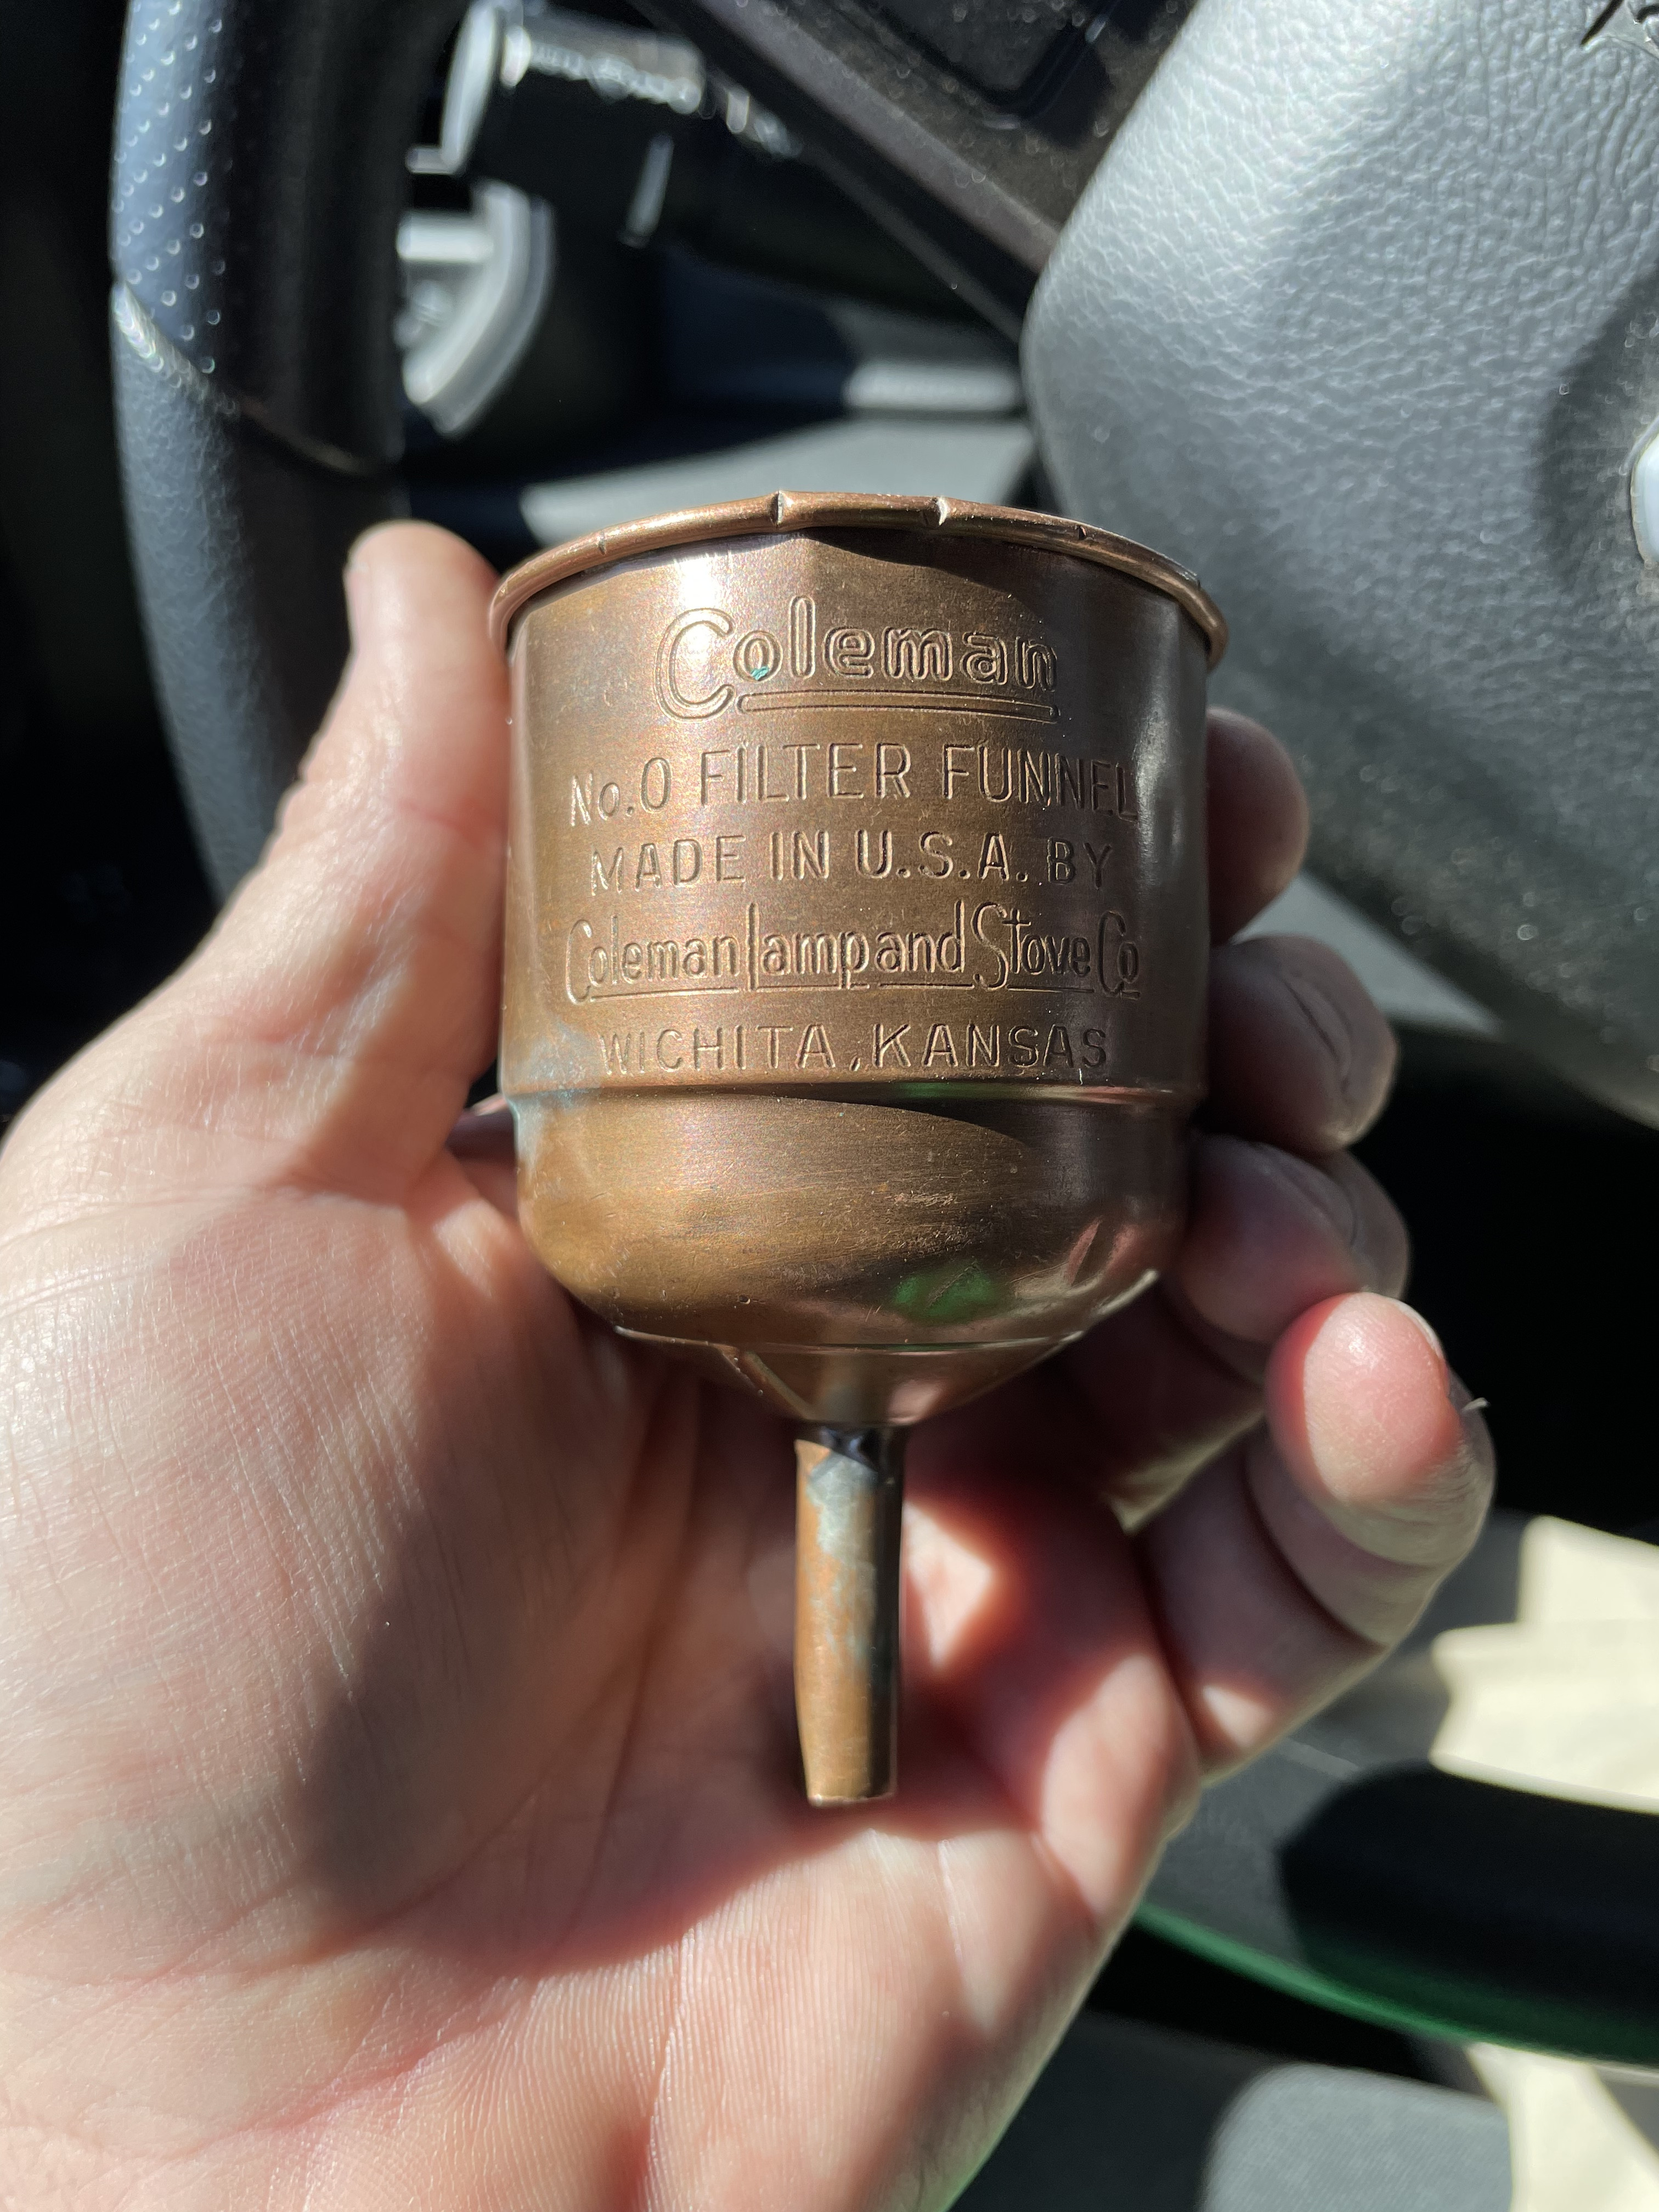 Coleman
No.0 FILTER FUNNEL
MADE IN U.S.A. BY
Coleman Lamp and Stove Co
WICHITA, KANSAS